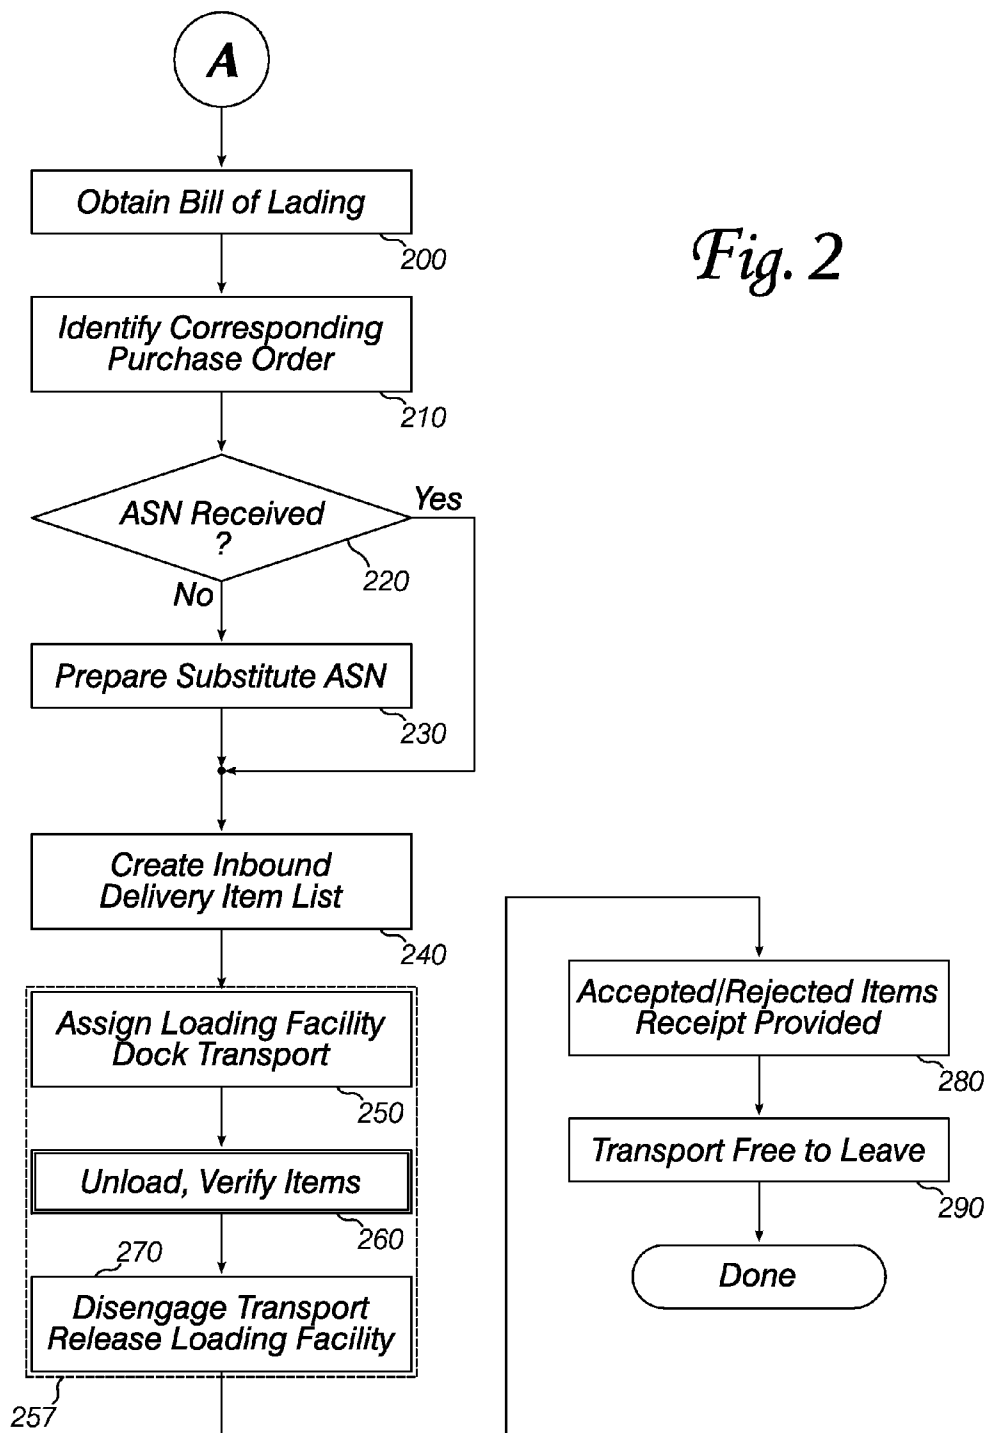 A
Obtain Bill of Lading
200
Fig. 2
Identify Corresponding
Purchase Order
210
ASN Received
?
Yes
220
No
Prepare Substitute ASN
230
Create Inbound
Delivery Item List
240
Assign Loading Facility
Dock Transport
250
Unload, Verify Items
260
270
Disengage Transport
Release Loading Facility
257
Accepted/Rejected Items
Receipt Provided
280
Transport Free to Leave
290
Done